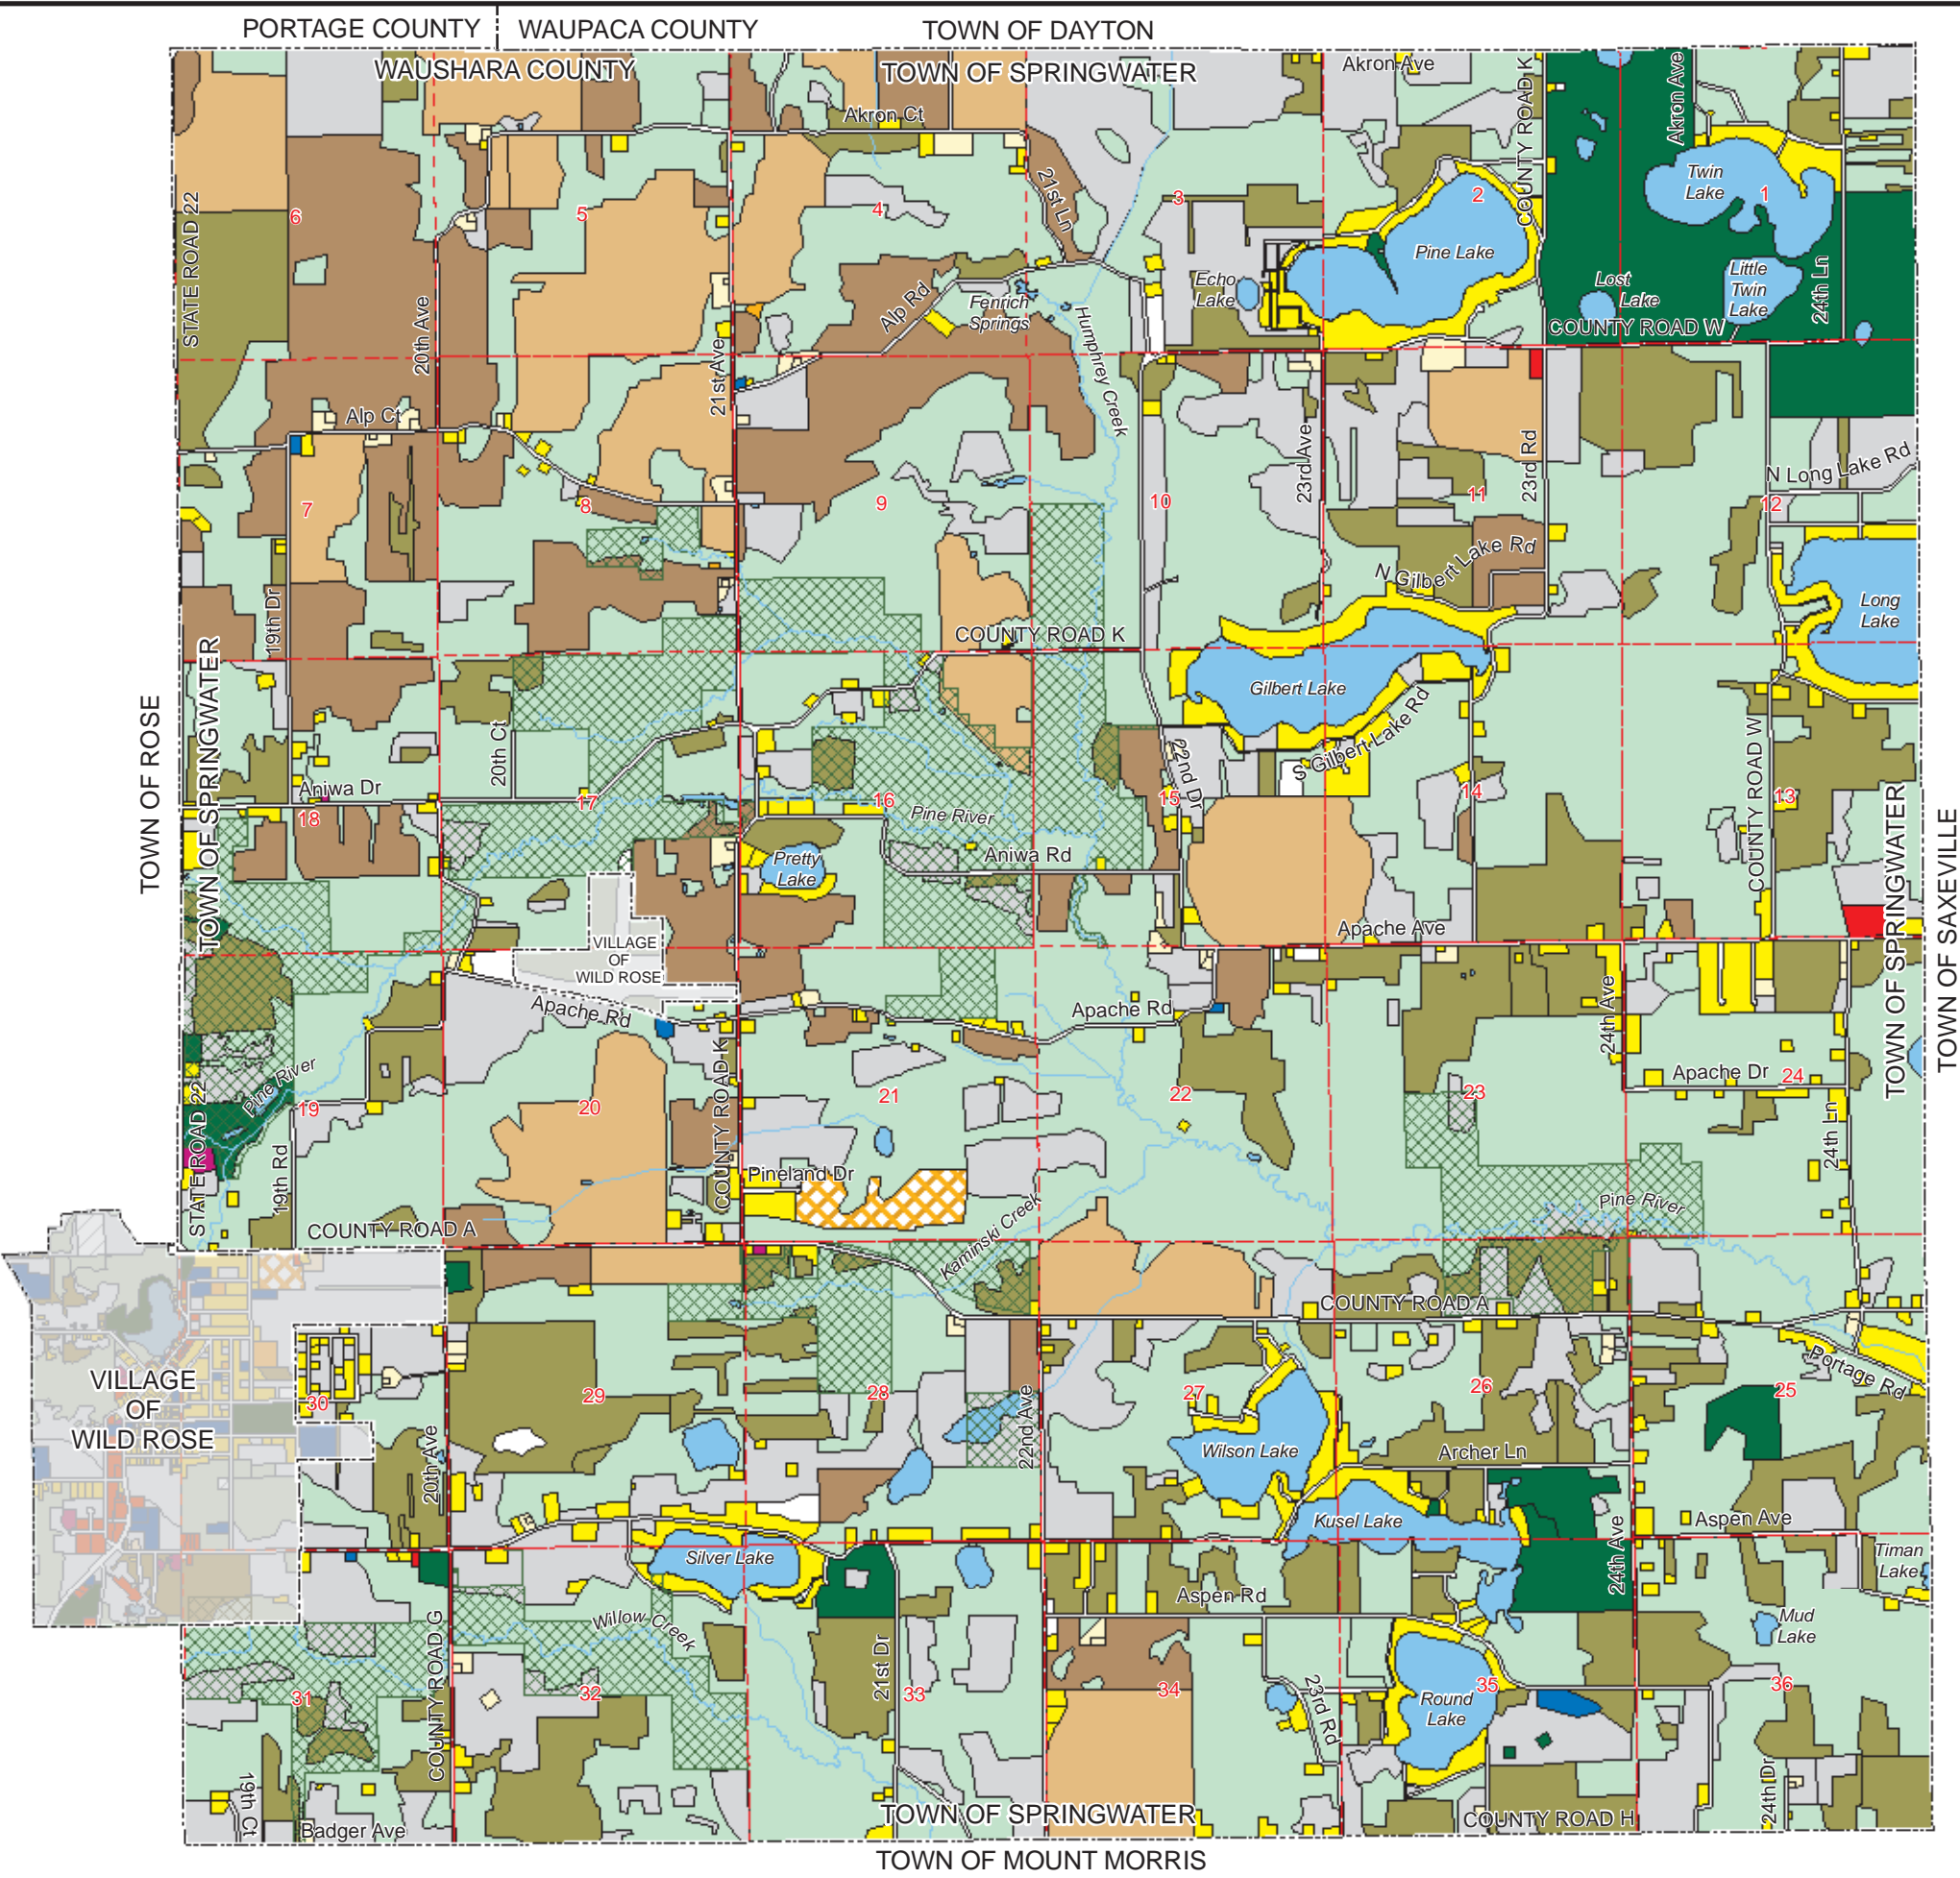 PORTAGE COUNTY
WAUPACA COUNTY
TOWN OF DAYTON
WAUSHARA COUNTY
TOWN OF SPRINGWATER
Akron Ave
COUNTY ROAD K
Akron Ave
Akron Ct
21st Ln
Twin
Lake
1
2
3
4
5
6
STATE ROAD 22
Pine Lake
Echo
Lake
Lost
Lake
Little
Twin
Lake
24th Ln
COUNTY ROAD W
20th Ave
21st Ave
Alp Rd
Fenrich
Springs
Humphrey Creek
Alp Ct
23rd Ave
23rd Rd
N Long Lake Rd
7
8
9
10
11
12
N Gilbert Lake Rd
19th Dr
COUNTY ROAD K
Long
Lake
Gilbert Lake
S Gilbert Lake Rd
TOWN OF ROSE
TOWN OF SPRINGWATER
20th Ct
22nd Dr
COUNTY ROAD W
Aniwa Dr
18
17
16
15
14
13
Pine River
Aniwa Rd
Pretty
Lake
TOWN OF SPRINGWATER
TOWN OF SAXEVILLE
Apache Ave
VILLAGE
OF
WILD ROSE
Apache Rd
Apache Rd
24th Ave
COUNTY ROAD K
Pine River
Apache Dr
19
20
21
22
23
24
STATE ROAD 22
19th Rd
24th Ln
Pineland Dr
Kaminski Creek
Pine River
COUNTY ROAD A
COUNTY ROAD A
Portage Rd
VILLAGE
OF
WILD ROSE
30
29
28
27
26
25
20th Ave
22nd Ave
Wilson Lake
Archer Ln
Kusel Lake
Aspen Ave
Silver Lake
24th Ave
Timan
Lake
Aspen Rd
Willow Creek
Mud
Lake
COUNTY ROAD G
21st Dr
31
32
33
34
35
36
23rd Rd
Round
Lake
19th Ct
24th Dr
Badger Ave
TOWN OF SPRINGWATER
COUNTY ROAD H
TOWN OF MOUNT MORRIS